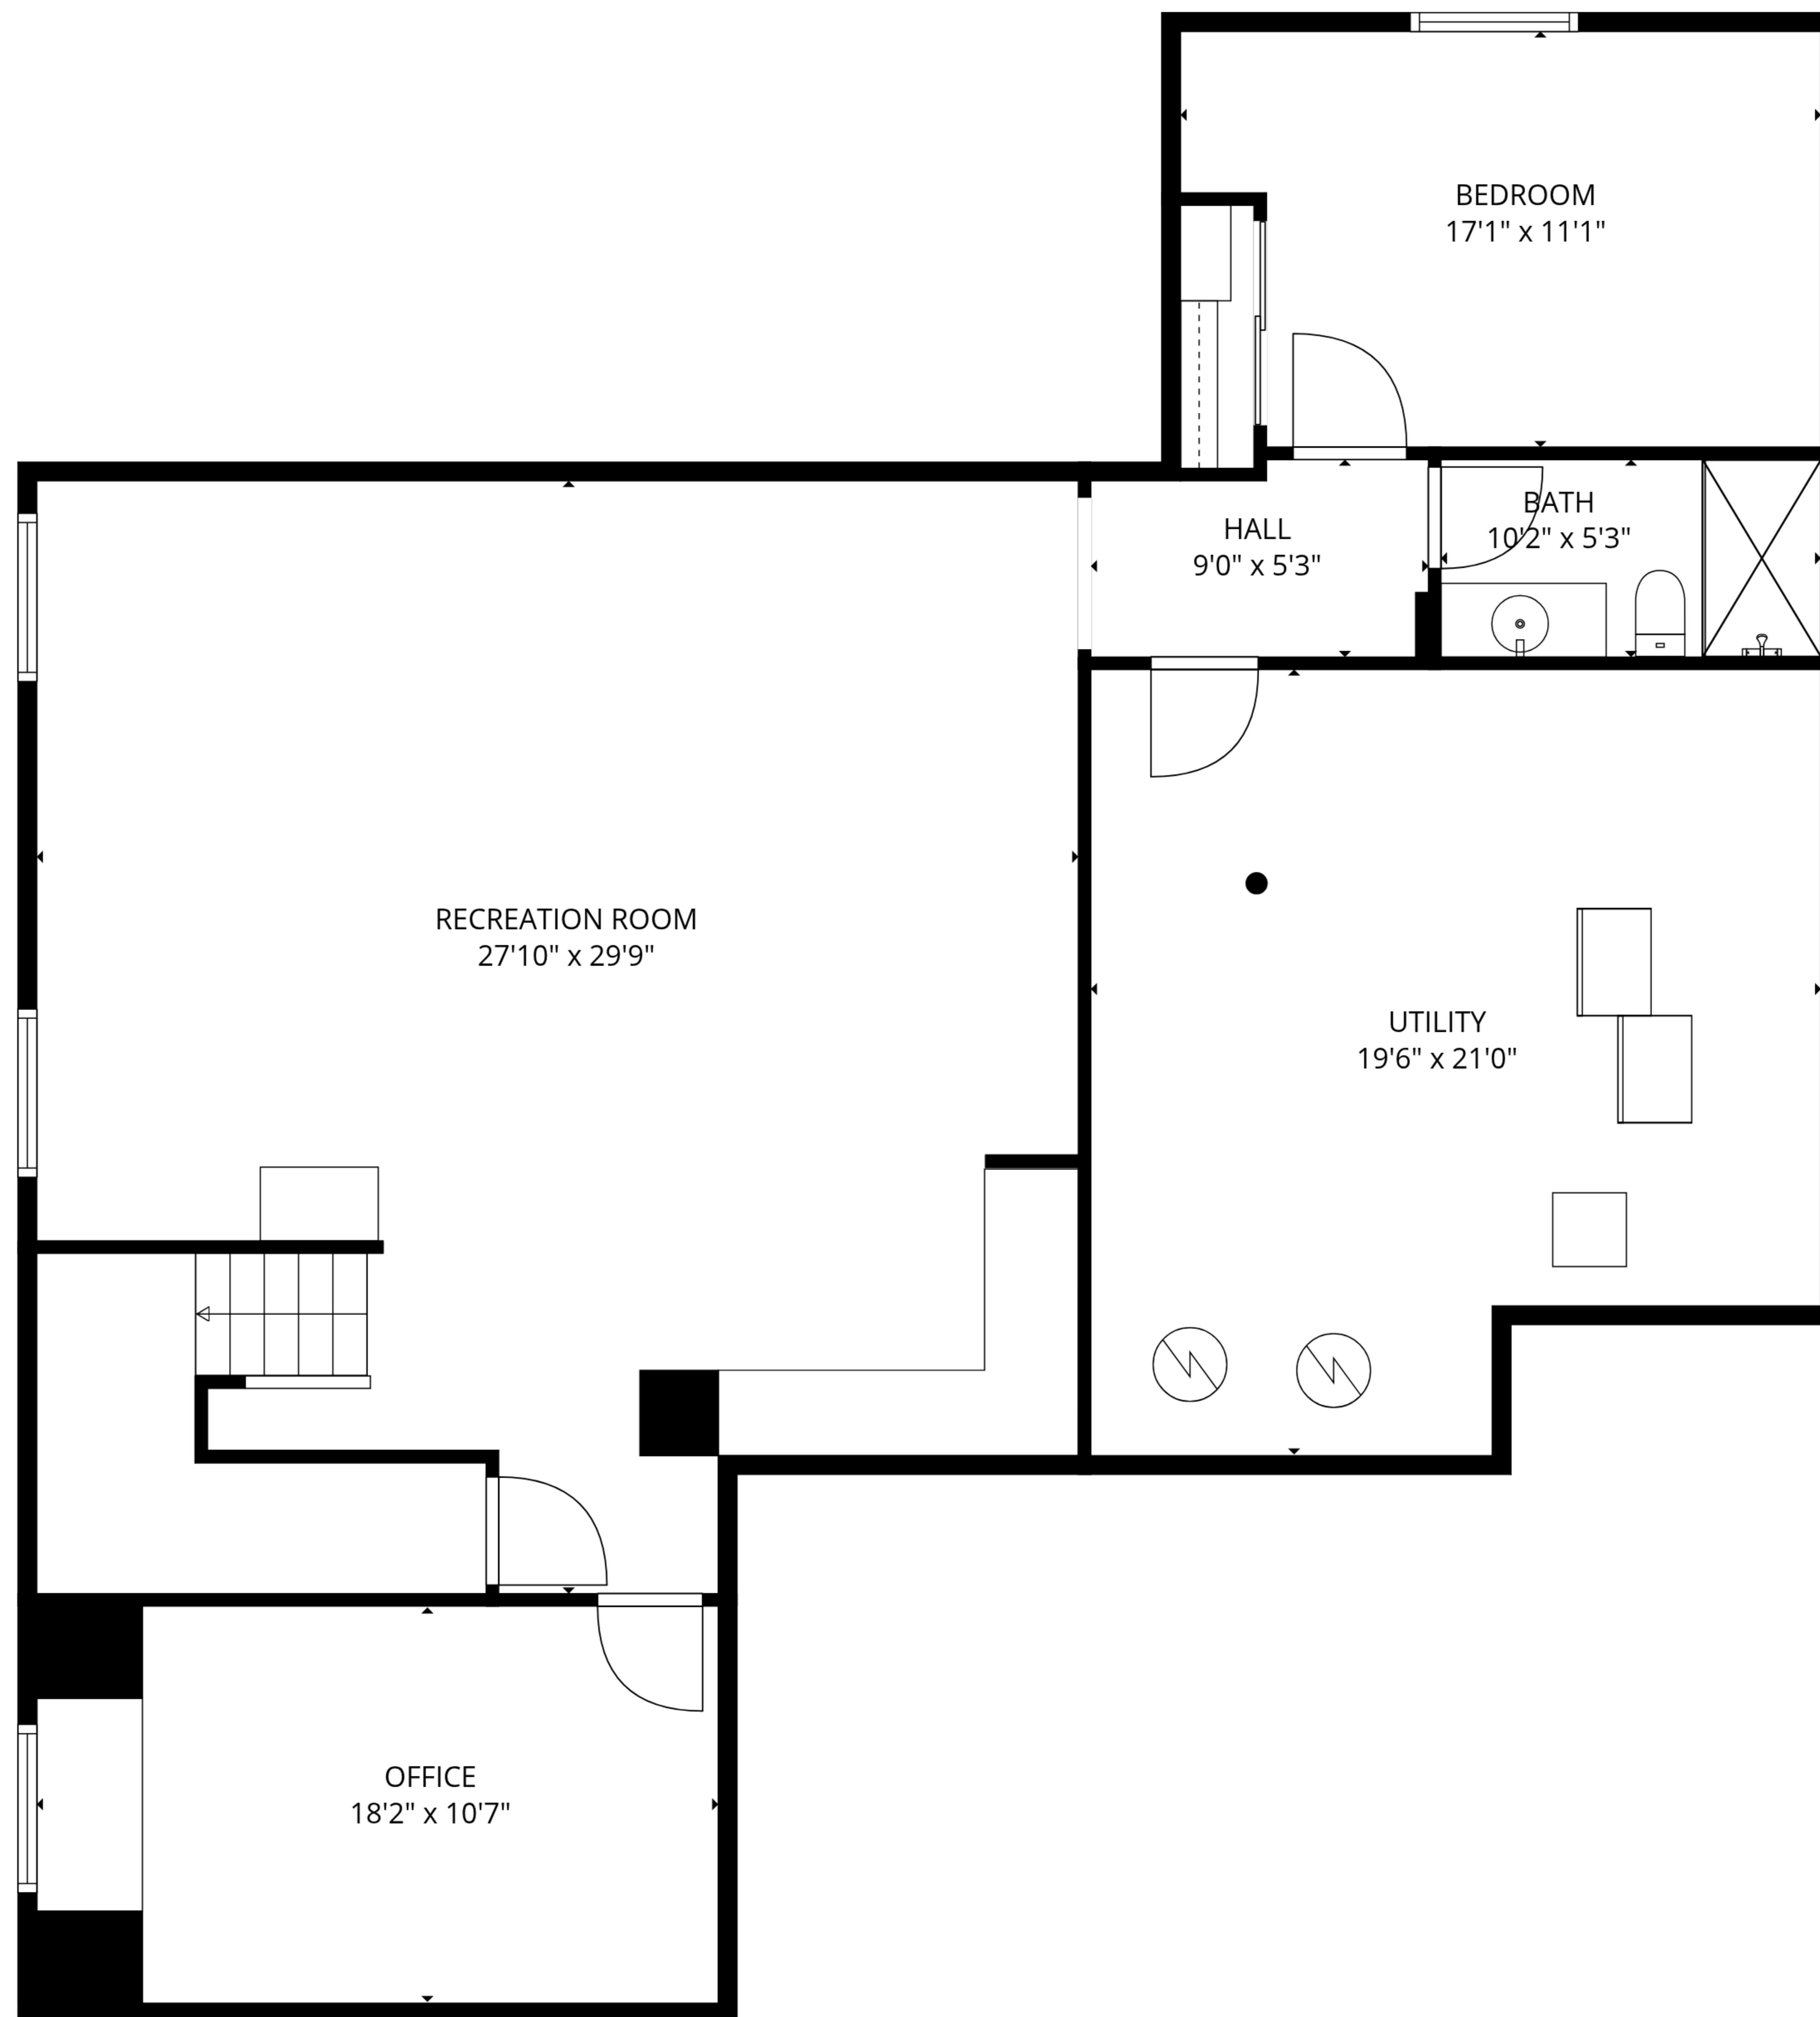 BEDROOM
17'1" x 11'1"
BATH
10'2" x 5'3"
HALL
9'0" x 5'3"
RECREATION ROOM
27'10" x 29'9"
UTILITY
19'6" x 21'0"
OFFICE
18'2" x 10'7"